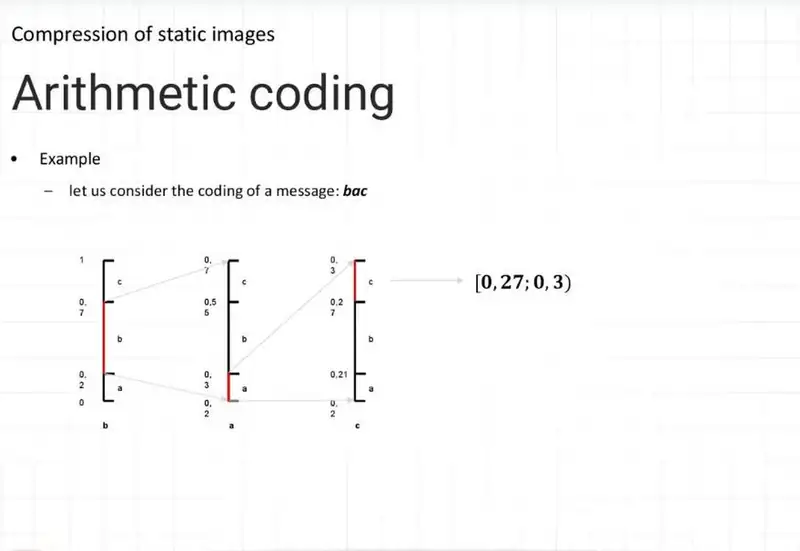 Compression of static images
Arithmetic coding
• Example
– let us consider the coding of a message: bac
1
0,
7
0,
2
0
c
b
a
b
0,
7
0,5
5
0,
3
0,
2
c
b
a
a
0,
3
0,2
7
0,21
0,
2
c
b
a
c
[0, 27; 0, 3)